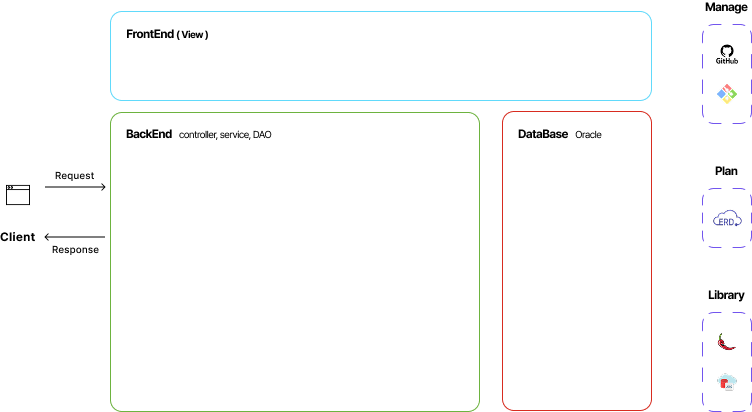 Manage
FrontEnd ( View )
GitHub
BackEnd controller, service, DAO
DataBase Oracle
Request
Plan
ERD
Client
Response
Library